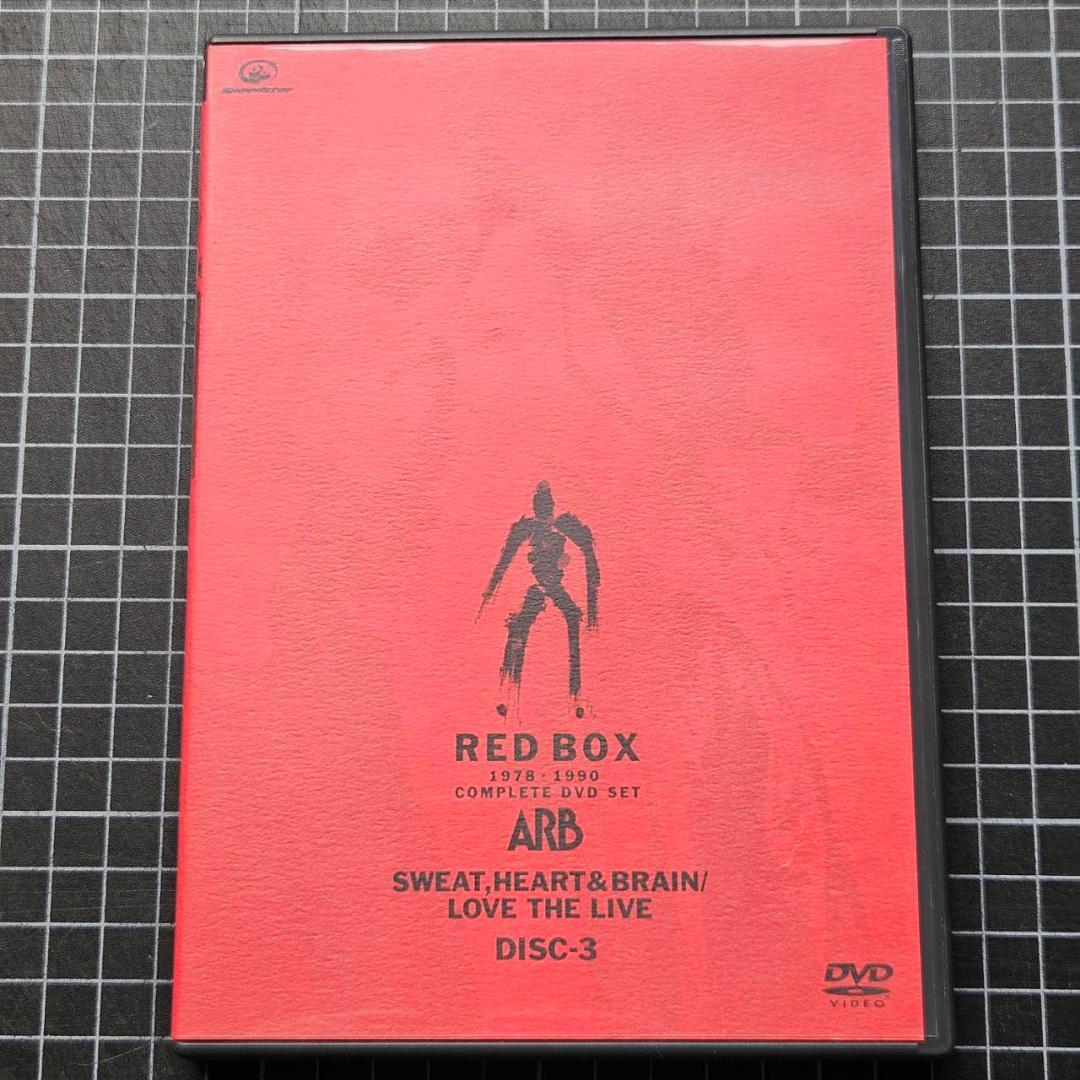 RED BOX
1978・1990
COMPLETE DVD SET
ARB
SWEAT,HEART&BRAIN/
LOVE THE LIVE
DISC-3
DVD
VIDEO